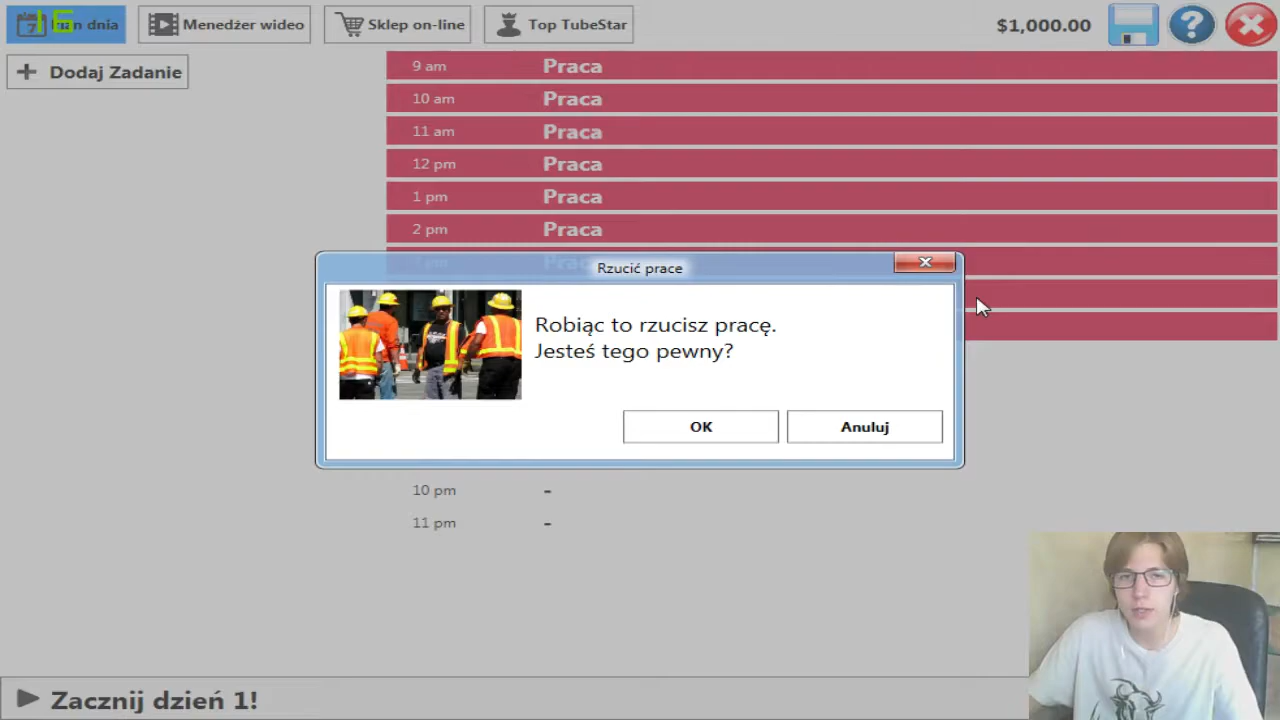 16
dnia
Menedżer wideo
Sklep on-line
Top TubeStar
$1,000.00
?
Dodaj Zadanie
9 am Praca
10 am Praca
11 am Praca
12 pm Praca
1 pm Praca
2 pm Praca
Rzucić prace
Robiąc to rzucisz pracę.
Jesteś tego pewny?
OK
Anuluj
10 pm -
11 pm -
Zacznij dzień 1!